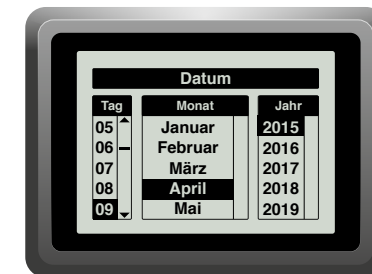 Datum
Tag Monat Jahr
05 Januar 2015
06 Februar 2016
07 März 2017
08 April 2018
09 Mai 2019